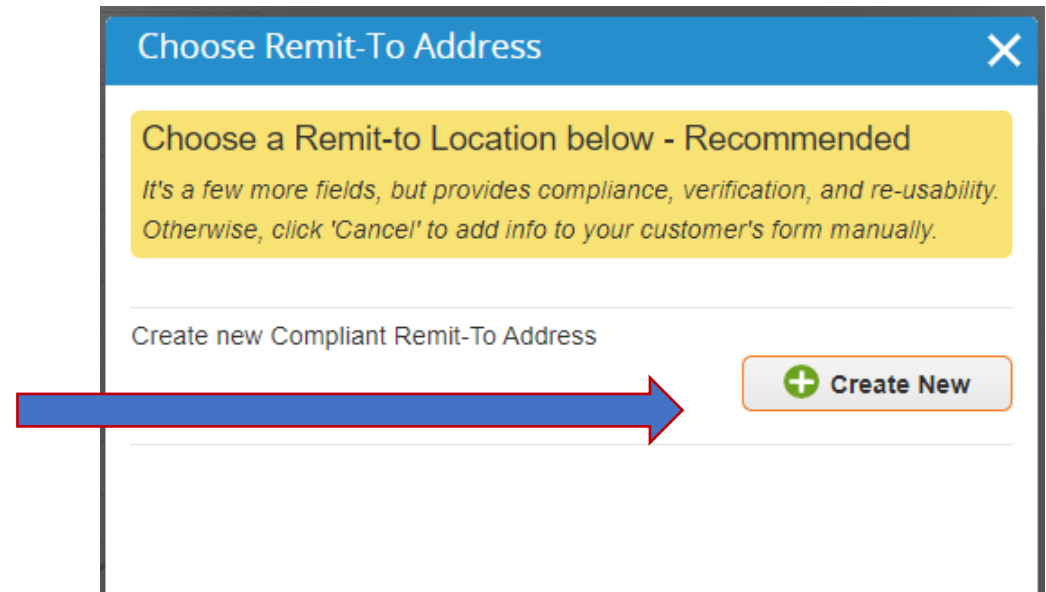 Choose Remit-To Address
Choose a Remit-to Location below - Recommended
It's a few more fields, but provides compliance, verification, and re-usability.
Otherwise, click 'Cancel' to add info to your customer's form manually.
Create new Compliant Remit-To Address
Create New